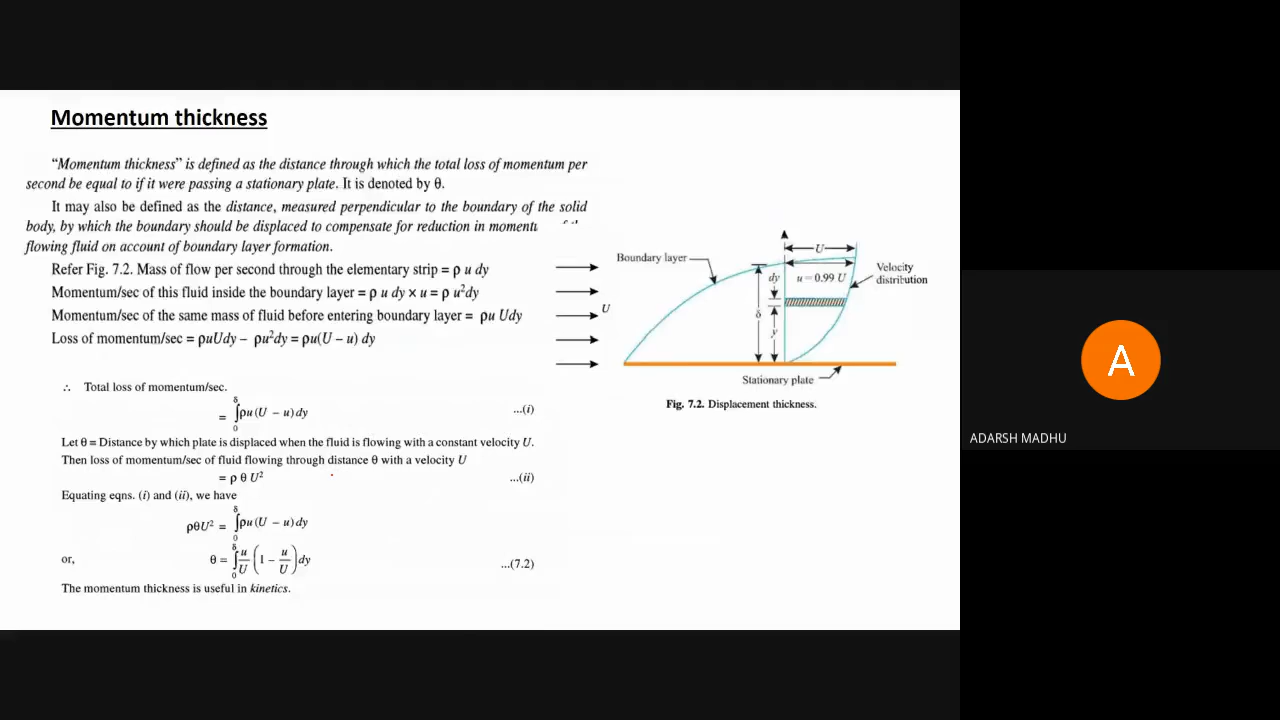 Momentum thickness
“Momentum thickness” is defined as the distance through which the total loss of momentum per
second be equal to if it were passing a stationary plate. It is denoted by θ.
It may also be defined as the distance, measured perpendicular to the boundary of the solid
body, by which the boundary should be displaced to compensate for reduction in
flowing fluid on account of boundary layer formation.
Refer Fig. 7.2. Mass of flow per second through the elementary strip = ρ u dy
Momentum/sec of this fluid inside the boundary layer = ρ u dy × u = ρ u²dy
Momentum/sec of the same mass of fluid before entering boundary layer = ρu Udy
Loss of momentum/sec = ρuUdy – ρu²dy = ρu(U – u) dy
∴ Total loss of momentum/sec.
= ∫₀^δ ρu (U – u) dy ...(i)
Let θ = Distance by which plate is displaced when the fluid is flowing with a constant velocity U.
Then loss of momentum/sec of fluid flowing through distance θ with a velocity U
= ρ θ U² ...(ii)
Equating eqns. (i) and (ii), we have
ρθU² = ∫₀^δ ρu (U – u) dy
or, θ = ∫₀^δ u/U (1 – u/U) dy ...(7.2)
The momentum thickness is useful in kinetics.
U
Boundary layer
U
dy
u = 0.99 U
Velocity
distribution
δ
y
Stationary plate
Fig. 7.2. Displacement thickness.
A
ADARSH MADHU